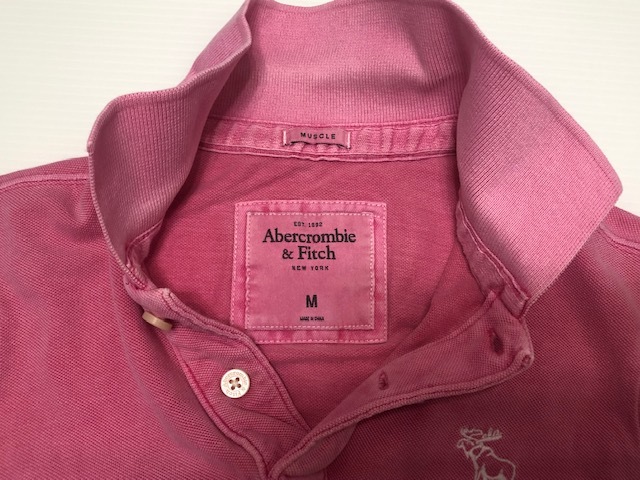 MUSCLE
EST. 1892
Abercrombie
& Fitch
NEW YORK
M
MADE IN CHINA